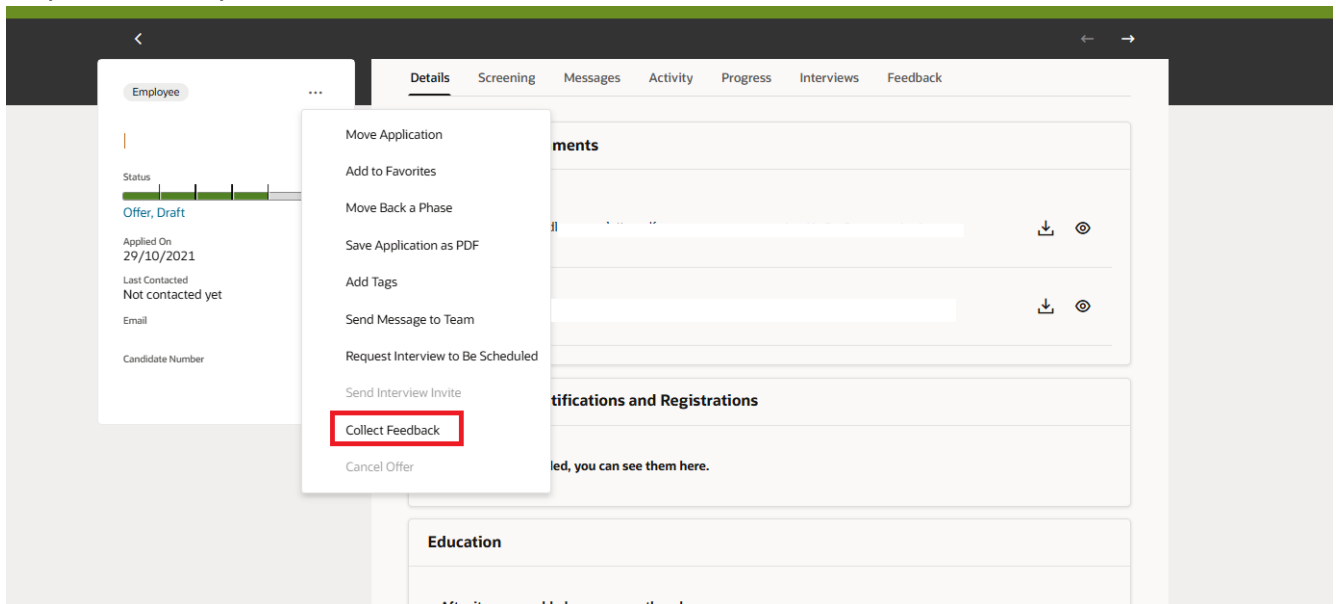 Details Screening Messages Activity Progress Interviews Feedback
Employee
...
Move Application
ments
Add to Favorites
Status
Move Back a Phase
Offer, Draft
Applied On
29/10/2021
Save Application as PDF
Last Contacted
Not contacted yet
Add Tags
Email
Send Message to Team
Candidate Number
Request Interview to Be Scheduled
Send Interview Invite
tifications and Registrations
Collect Feedback
Cancel Offer
led, you can see them here.
Education